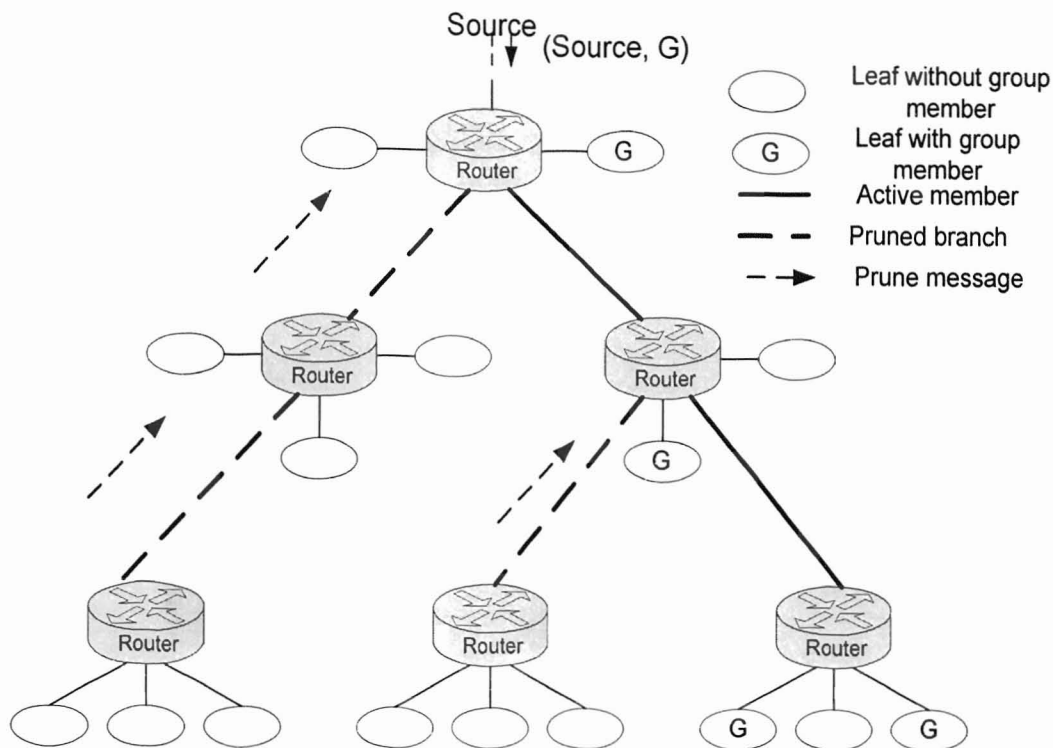 Source
(Source, G)
Leaf without group
member
G
Leaf with group
member
Active member
Pruned branch
Prune message
Router
G
Router
Router
G
Router
Router
Router
G
G